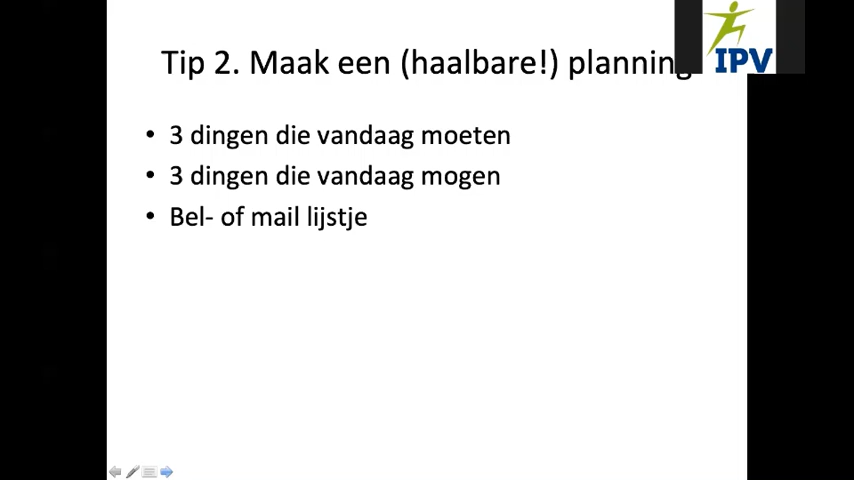 Tip 2. Maak een (haalbare!) planning
IPV
• 3 dingen die vandaag moeten
• 3 dingen die vandaag mogen
• Bel- of mail lijstje